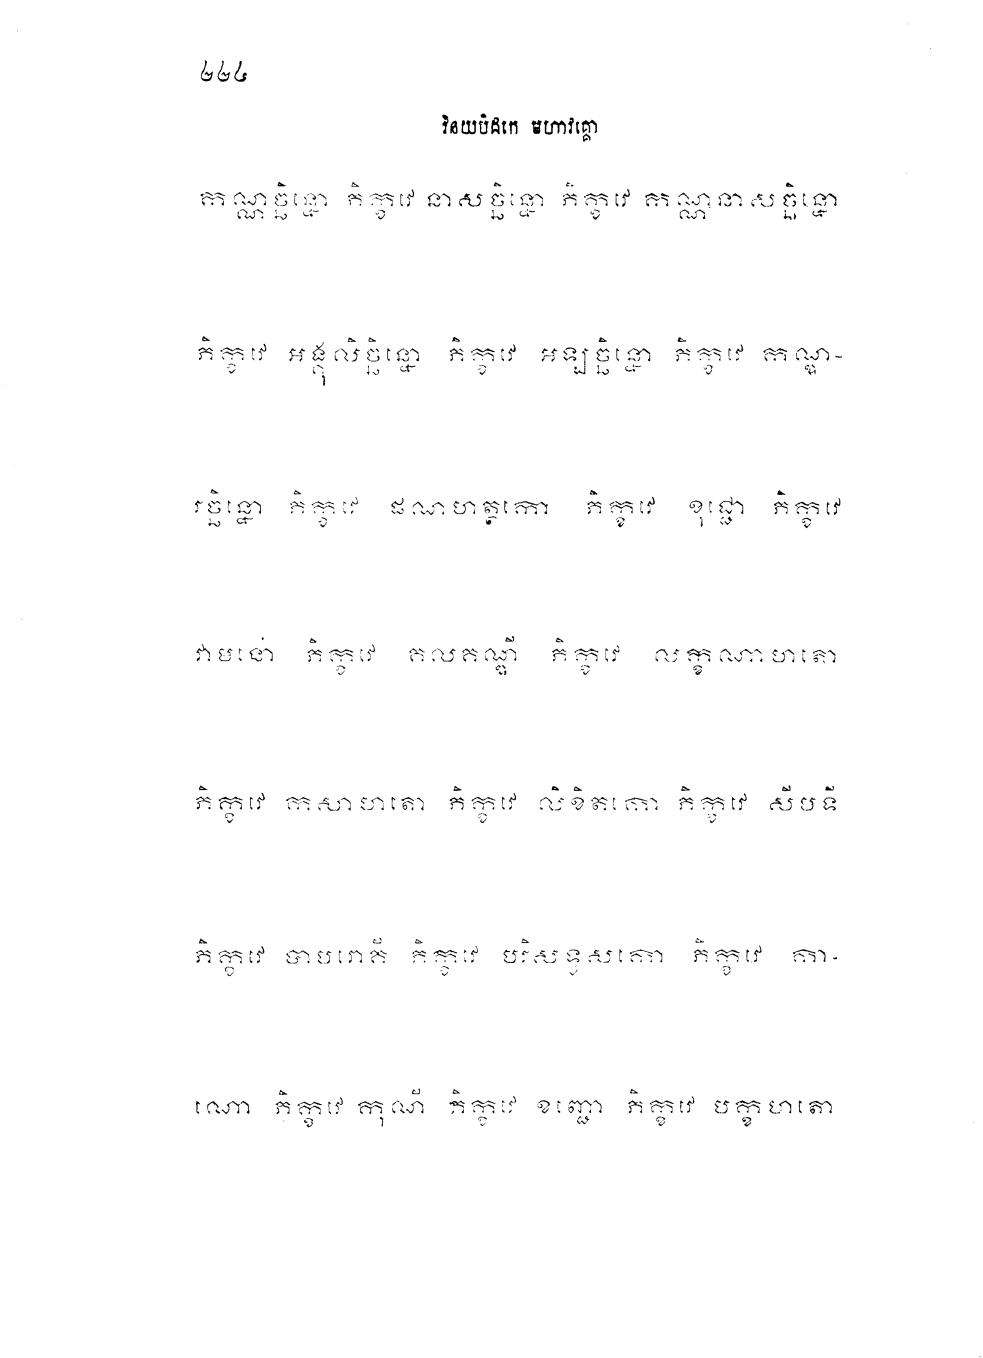 ២២៤
វិនយបិដកេ មហាវគ្គោ
កណ្ណច្ឆិន្នោ ភិក្ខវេ នាសច្ឆិន្នោ ភិក្ខវេ កណ្ណនាសច្ឆិន្នោ
ភិក្ខវេ អង្គុលិច្ឆិន្នោ ភិក្ខវេ អឡច្ឆិន្នោ ភិក្ខវេ កណ្ឌ-
រច្ឆិន្នោ ភិក្ខវេ ផណហត្ថកោ ភិក្ខវេ ខុជ្ជោ ភិក្ខវេ
វាមនោ ភិក្ខវេ គលគណ្ឌី ភិក្ខវេ លក្ខណាហតោ
ភិក្ខវេ កសាហតោ ភិក្ខវេ លិខិតកោ ភិក្ខវេ សីបទី
ភិក្ខវេ បាបរោគី ភិក្ខវេ បរិសទូសកោ ភិក្ខវេ កា-
ណោ ភិក្ខវេ កុណី ភិក្ខវេ ខញ្ជោ ភិក្ខវេ បក្ខហតោ